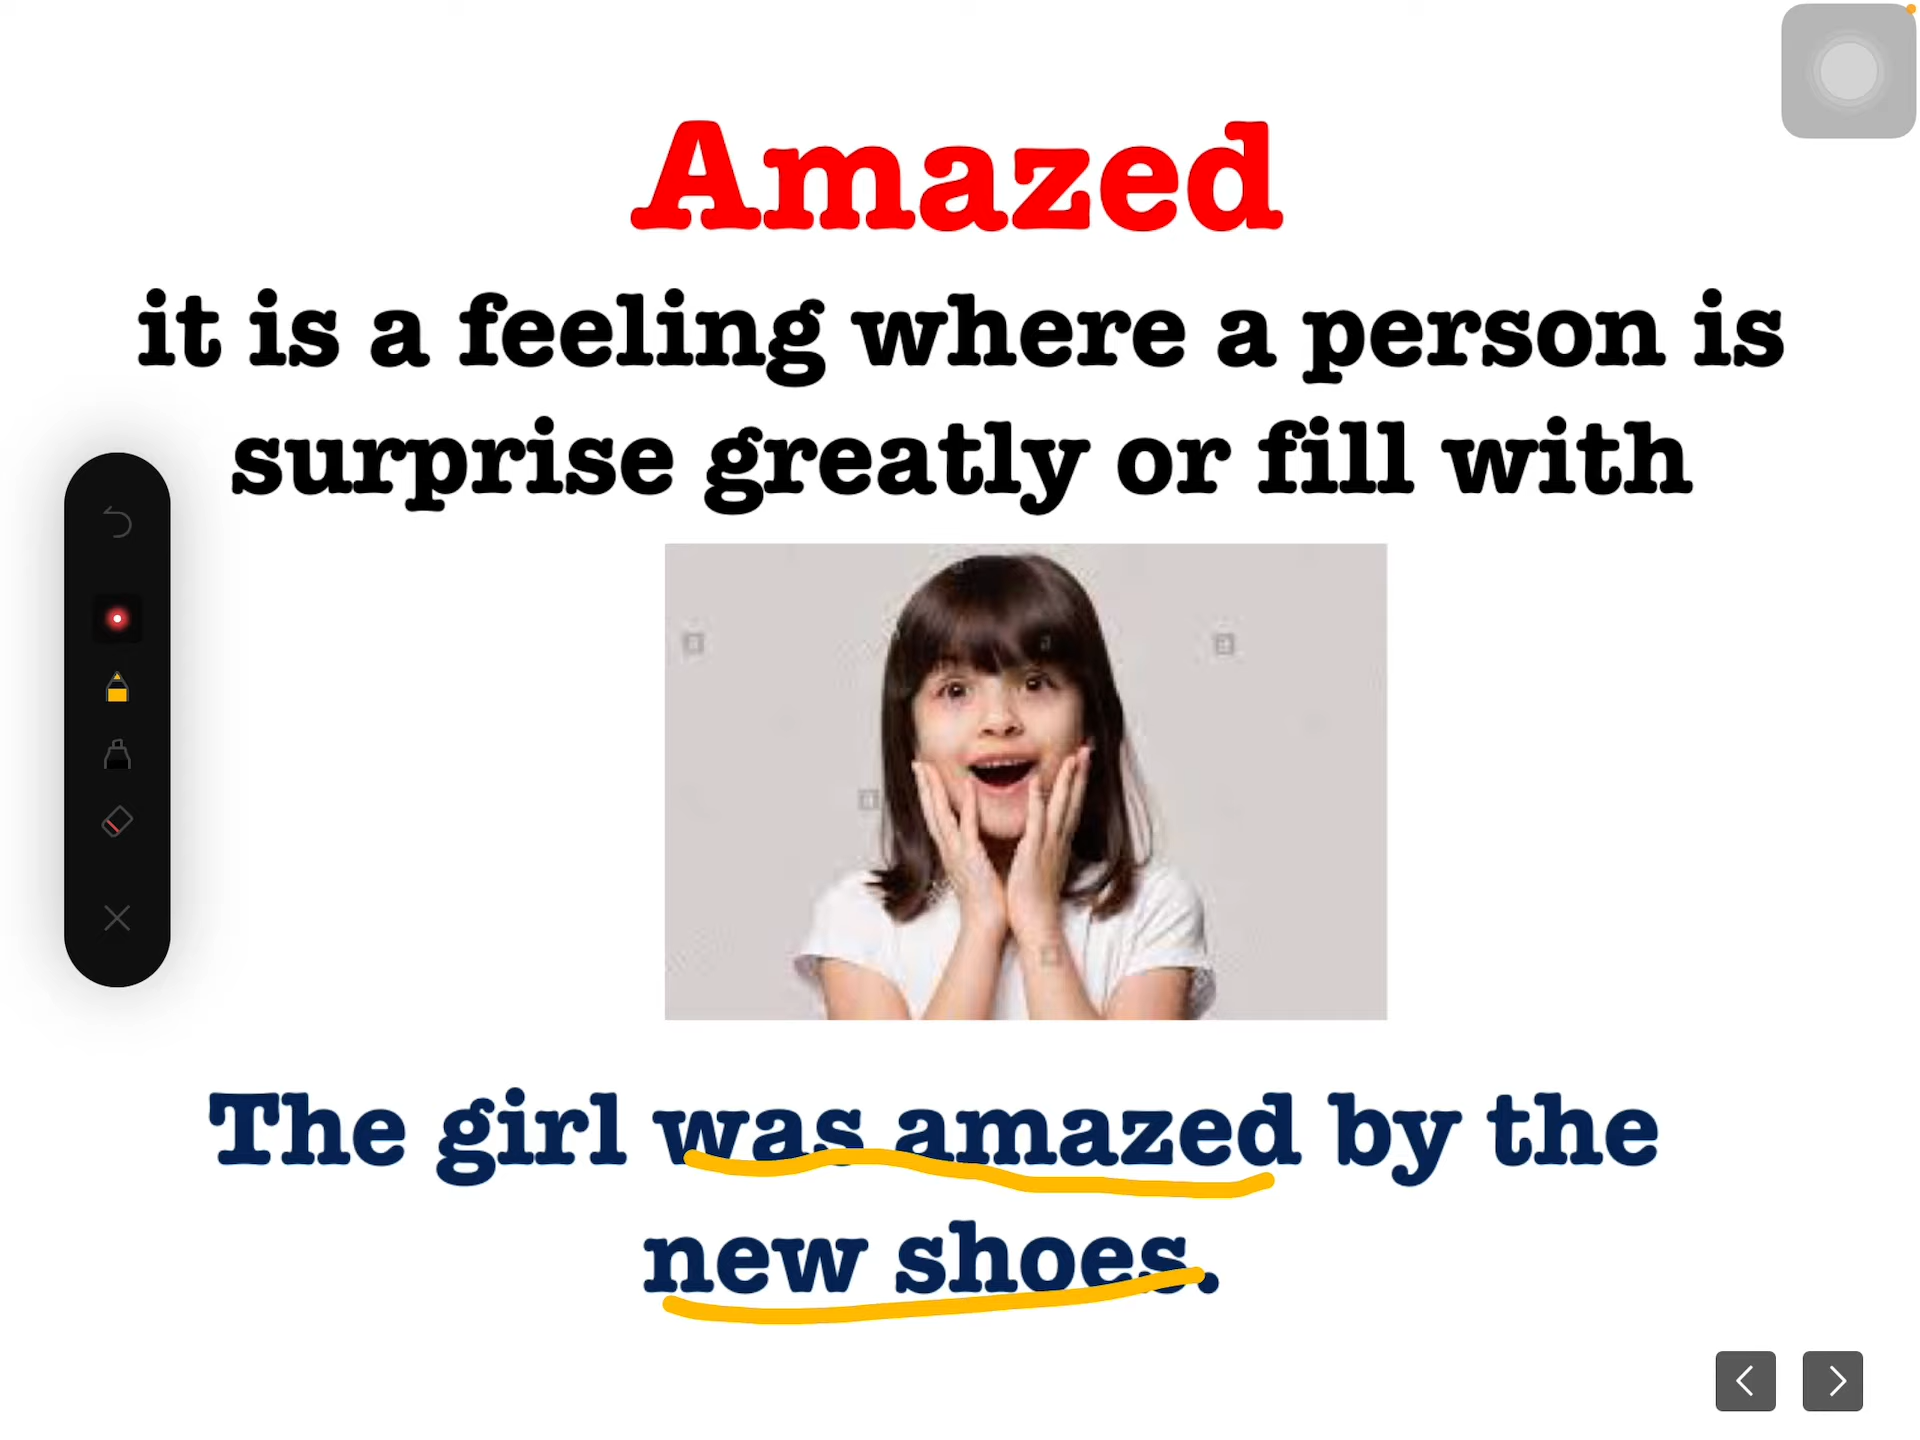 Amazed
it is a feeling where a person is
surprise greatly or fill with
The girl was amazed by the
new shoes.